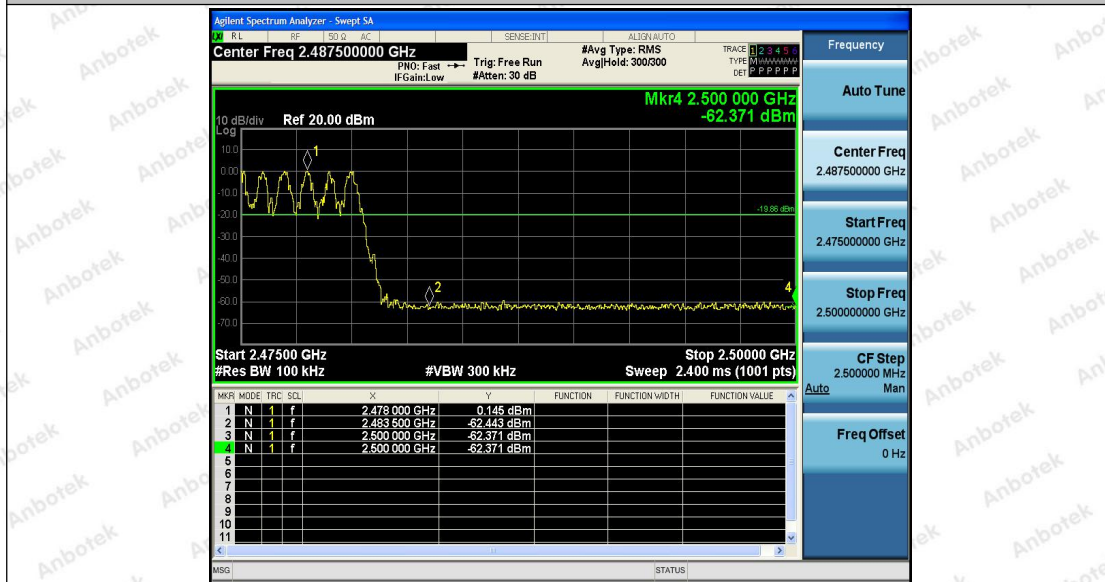 Agilent Spectrum Analyzer - Swept SA
RL RF 50 Ω AC SENSE:INT ALIGNAUTO
Center Freq 2.487500000 GHz
#Avg Type: RMS
TRACE 1 2 3 4 5 6
PNO: Fast Trig: Free Run
Avg|Hold: 300/300
TYPE M
IFGain:Low #Atten: 30 dB
DET P P P P P P
Mkr4 2.500 000 GHz
-62.371 dBm
10 dB/div Ref 20.00 dBm
Log
10.0
0.00
-10.0
-20.0
-30.0
-40.0
-50.0
-60.0
-70.0
1
-19.86 dBm
2
4
Start 2.47500 GHz Stop 2.50000 GHz
#Res BW 100 kHz #VBW 300 kHz Sweep 2.400 ms (1001 pts)
MKR MODE TRC SCL X Y FUNCTION FUNCTION WIDTH FUNCTION VALUE
1 N 1 f 2.478 000 GHz 0.145 dBm
2 N 1 f 2.483 500 GHz -62.443 dBm
3 N 1 f 2.500 000 GHz -62.371 dBm
4 N 1 f 2.500 000 GHz -62.371 dBm
5
6
7
8
9
10
11
MSG STATUS
Frequency
Auto Tune
Center Freq
2.487500000 GHz
Start Freq
2.475000000 GHz
Stop Freq
2.500000000 GHz
CF Step
2.500000 MHz
Auto Man
Freq Offset
0 Hz
Anbotek